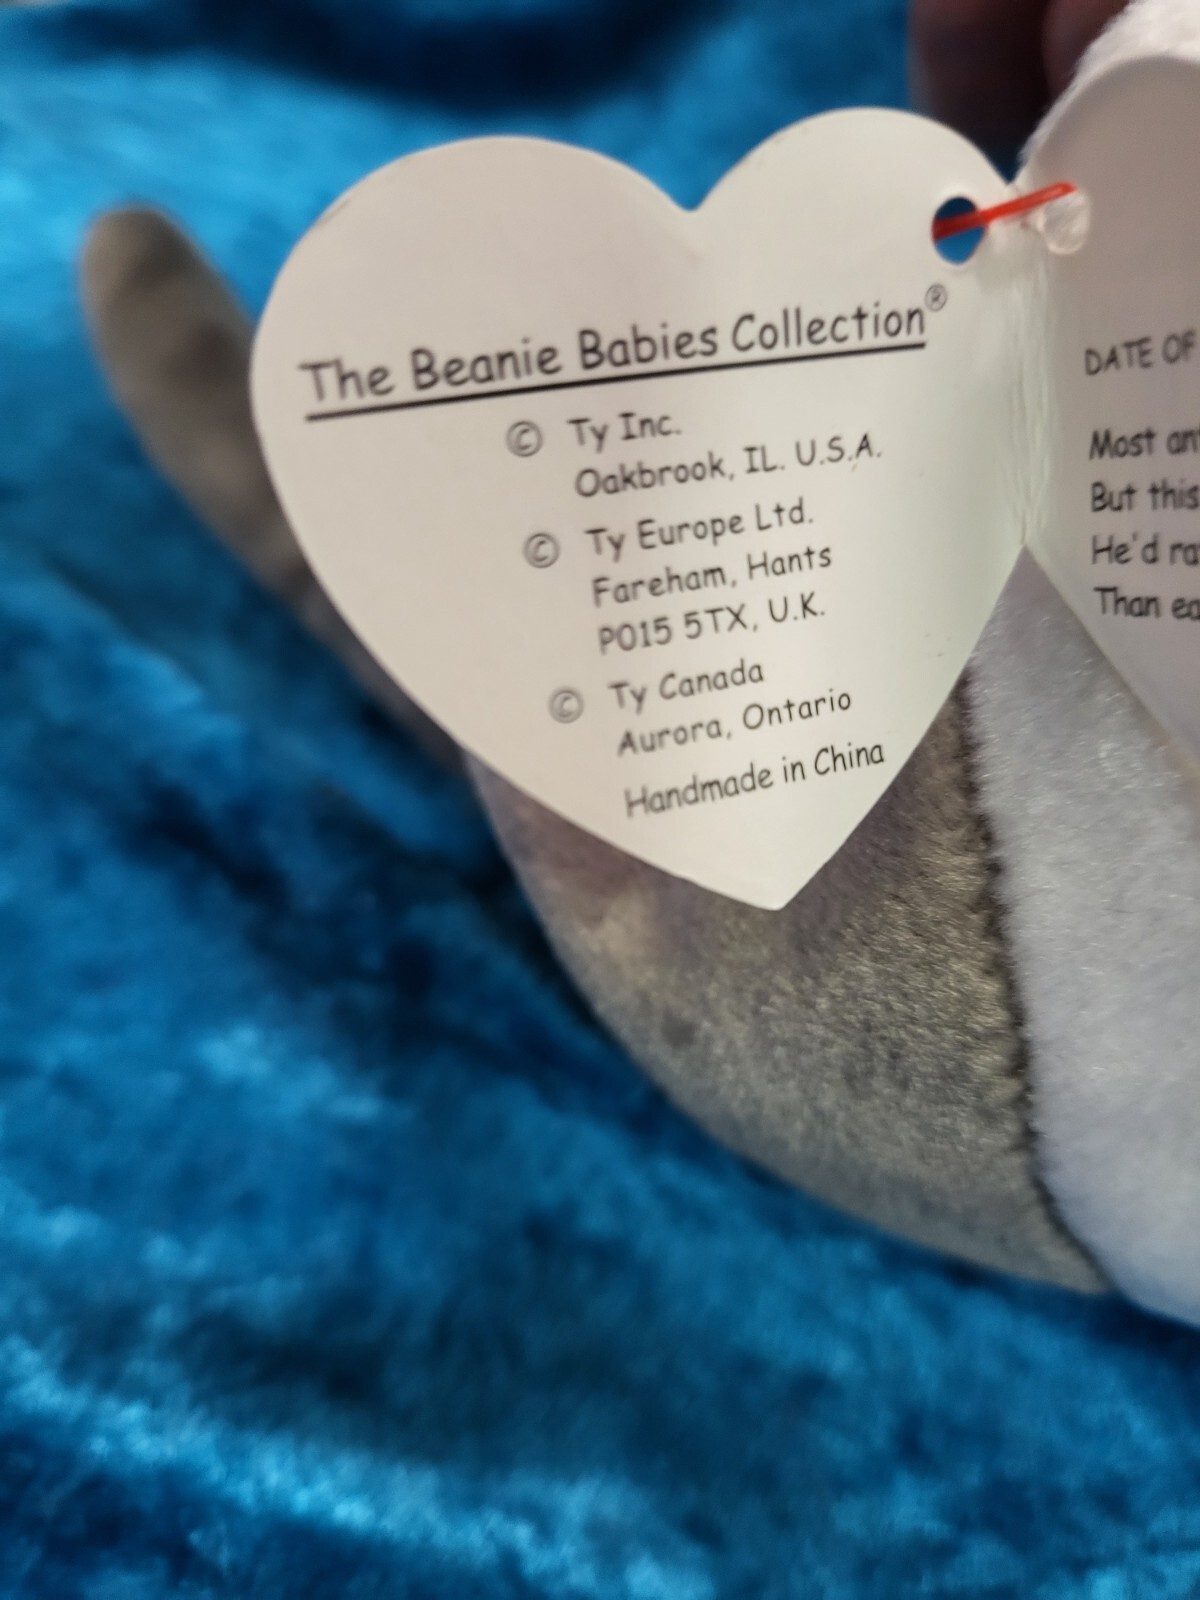 The Beanie Babies Collection®
© Ty Inc.
Oakbrook, IL. U.S.A.
© Ty Europe Ltd.
Fareham, Hants
PO15 5TX, U.K.
© Ty Canada
Aurora, Ontario
Handmade in China
DATE OF
Most
But this
He'd
Than